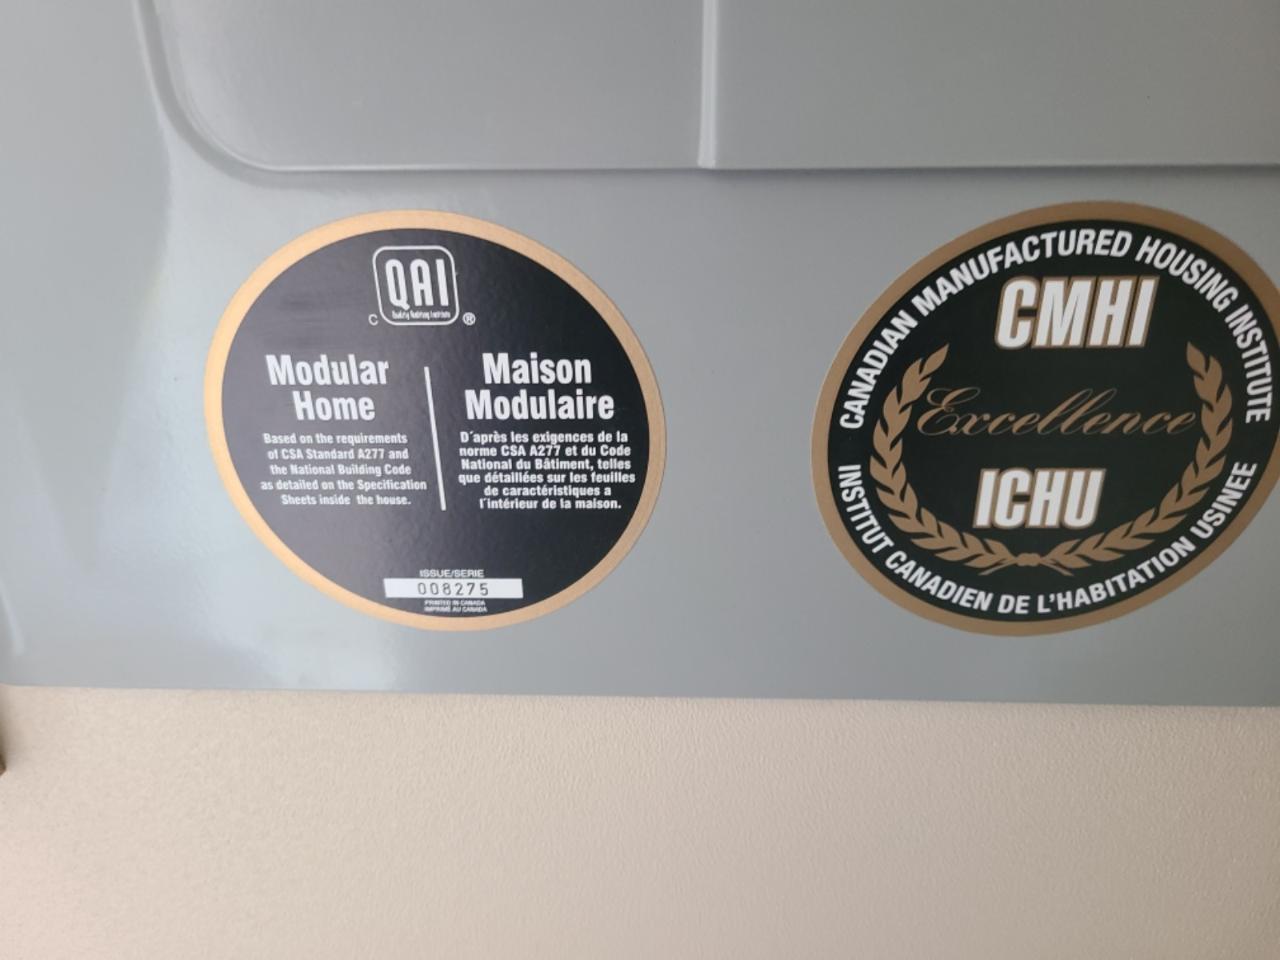 QAI
Quality Auditing Institute
C ®
Modular
Home
Based on the requirements
of CSA Standard A277 and
the National Building Code
as detailed on the Specification
Sheets inside the house.
Maison
Modulaire
D'après les exigences de la
norme CSA A277 et du Code
National du Bâtiment, telles
que détaillées sur les feuilles
de caractéristiques a
l'intérieur de la maison.
ISSUE/SERIE
008275
PRINTED IN CANADA
IMPRIMÉ AU CANADA
CANADIAN MANUFACTURED HOUSING INSTITUTE
CMHI
Excellence
ICHU
INSTITUT CANADIEN DE L'HABITATION USINEE